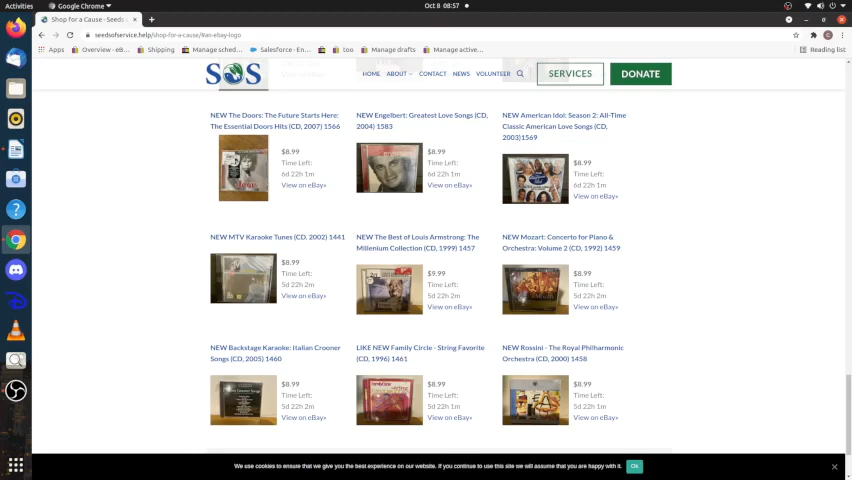 Activities
Google Chrome
Oct 8 08:57
Shop for a Cause - Seeds
seedsofservice.help/shop-for-a-cause/#an-ebay-logo
Apps
Overview - eB...
Shipping
Manage sched...
Salesforce - En...
too
Manage drafts
Manage active...
Reading list
SOS
HOME
ABOUT
CONTACT
NEWS
VOLUNTEER
SERVICES
DONATE
NEW The Doors: The Future Starts Here:
The Essential Doors Hits (CD, 2007) 1566
$8.99
Time Left:
6d 22h 1m
View on eBay»
NEW Engelbert: Greatest Love Songs (CD,
2004) 1583
$8.99
Time Left:
6d 22h 1m
View on eBay»
NEW American Idol: Season 2: All-Time
Classic American Love Songs (CD,
2003)1569
$8.99
Time Left:
6d 22h 1m
View on eBay»
NEW MTV Karaoke Tunes (CD, 2002) 1441
$8.99
Time Left:
5d 22h 2m
View on eBay»
NEW The Best of Louis Armstrong: The
Millenium Collection (CD, 1999) 1457
$9.99
Time Left:
5d 22h 2m
View on eBay»
NEW Mozart: Concerto for Piano &
Orchestra: Volume 2 (CD, 1992) 1459
$8.99
Time Left:
5d 22h 2m
View on eBay»
NEW Backstage Karaoke: Italian Crooner
Songs (CD, 2005) 1460
$8.99
Time Left:
5d 22h 2m
View on eBay»
LIKE NEW Family Circle - String Favorite
(CD, 1996) 1461
$8.99
Time Left:
5d 22h 1m
View on eBay»
NEW Rossini - The Royal Philharmonic
Orchestra (CD, 2000) 1458
$8.99
Time Left:
5d 22h 1m
View on eBay»
We use cookies to ensure that we give you the best experience on our website. If you continue to use this site we will assume that you are happy with it.
Ok